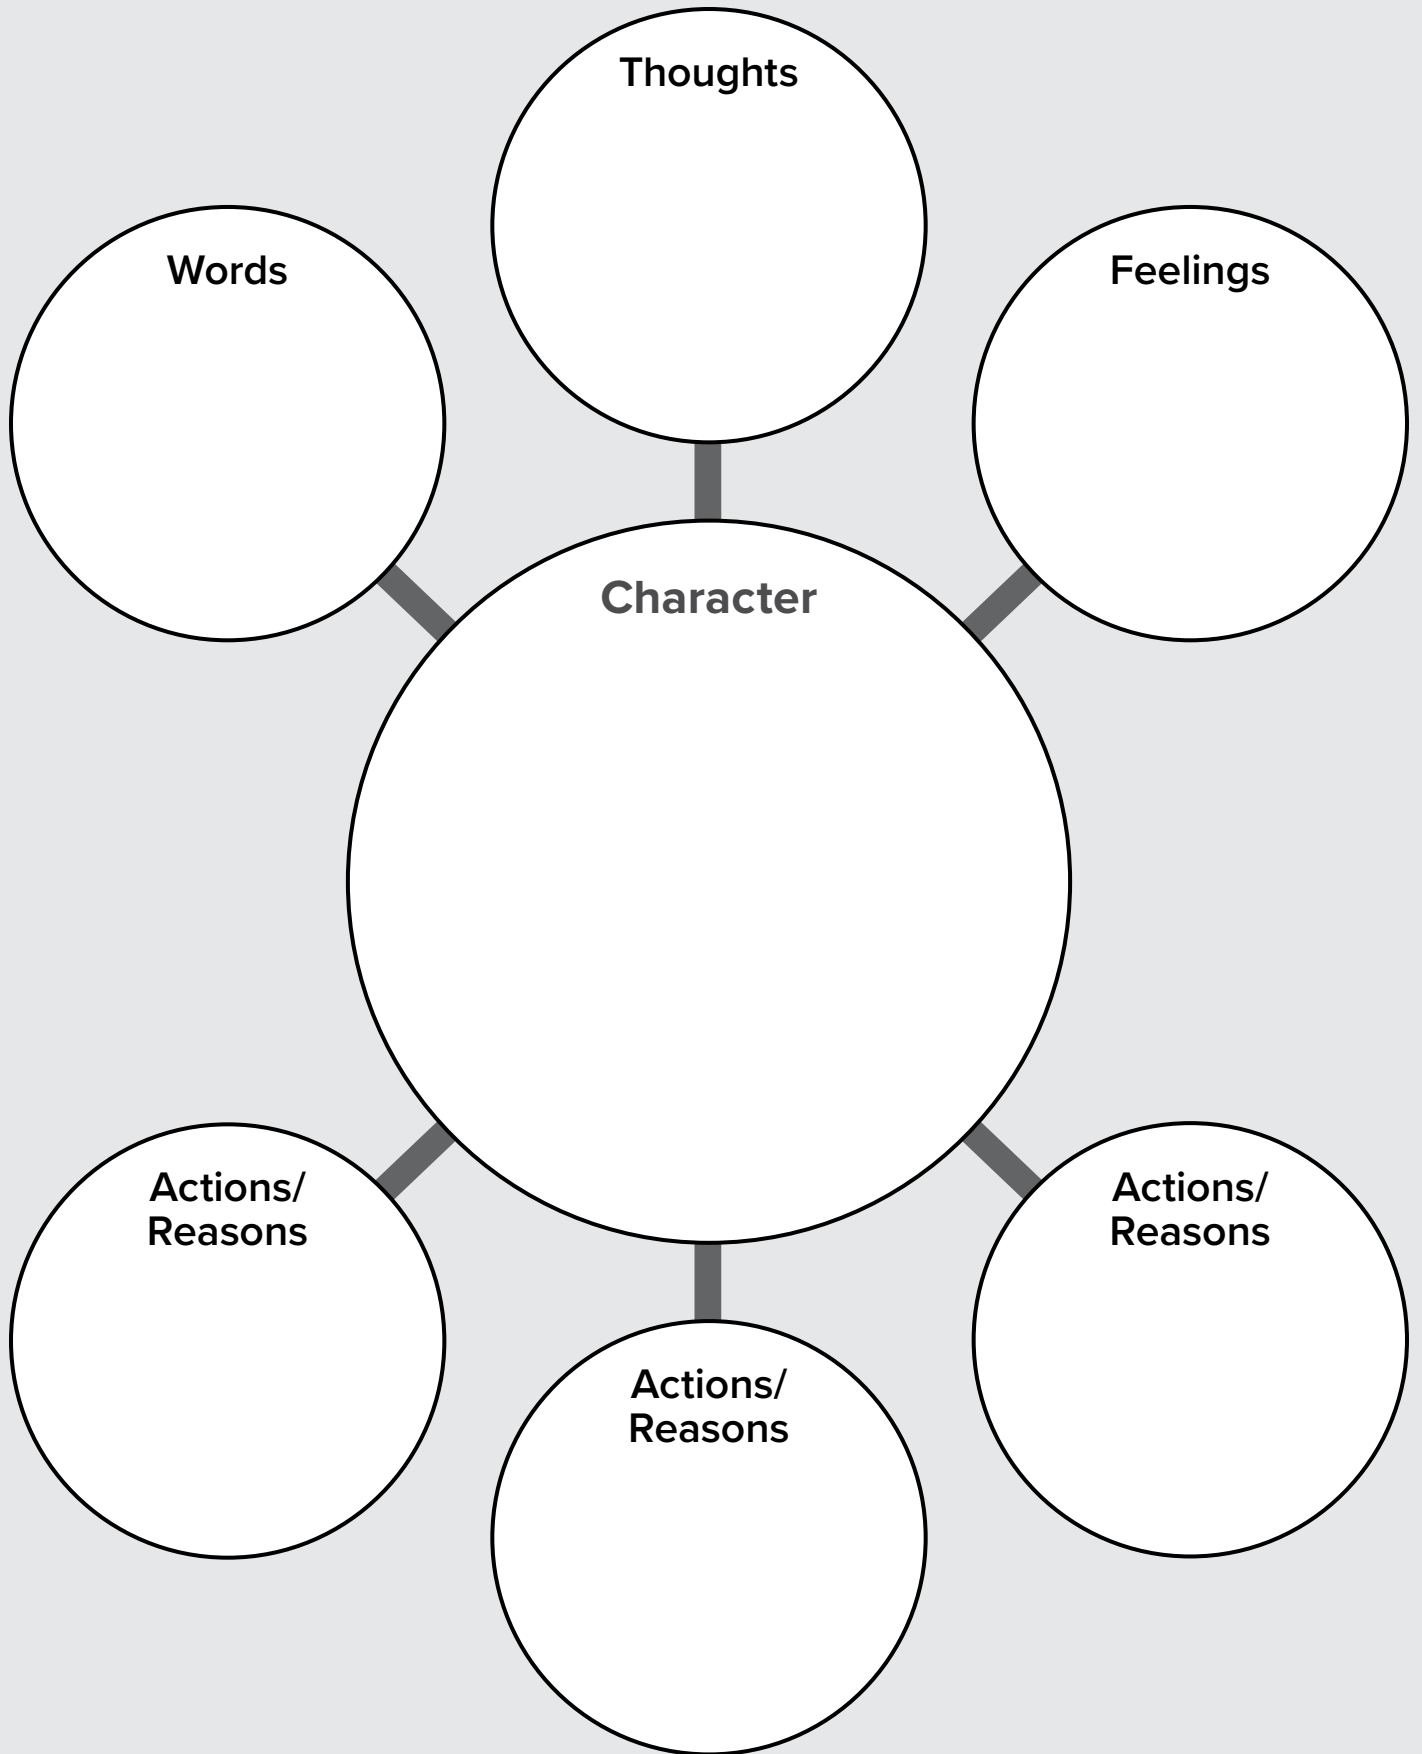 Thoughts
Words
Feelings
Character
Actions/
Reasons
Actions/
Reasons
Actions/
Reasons